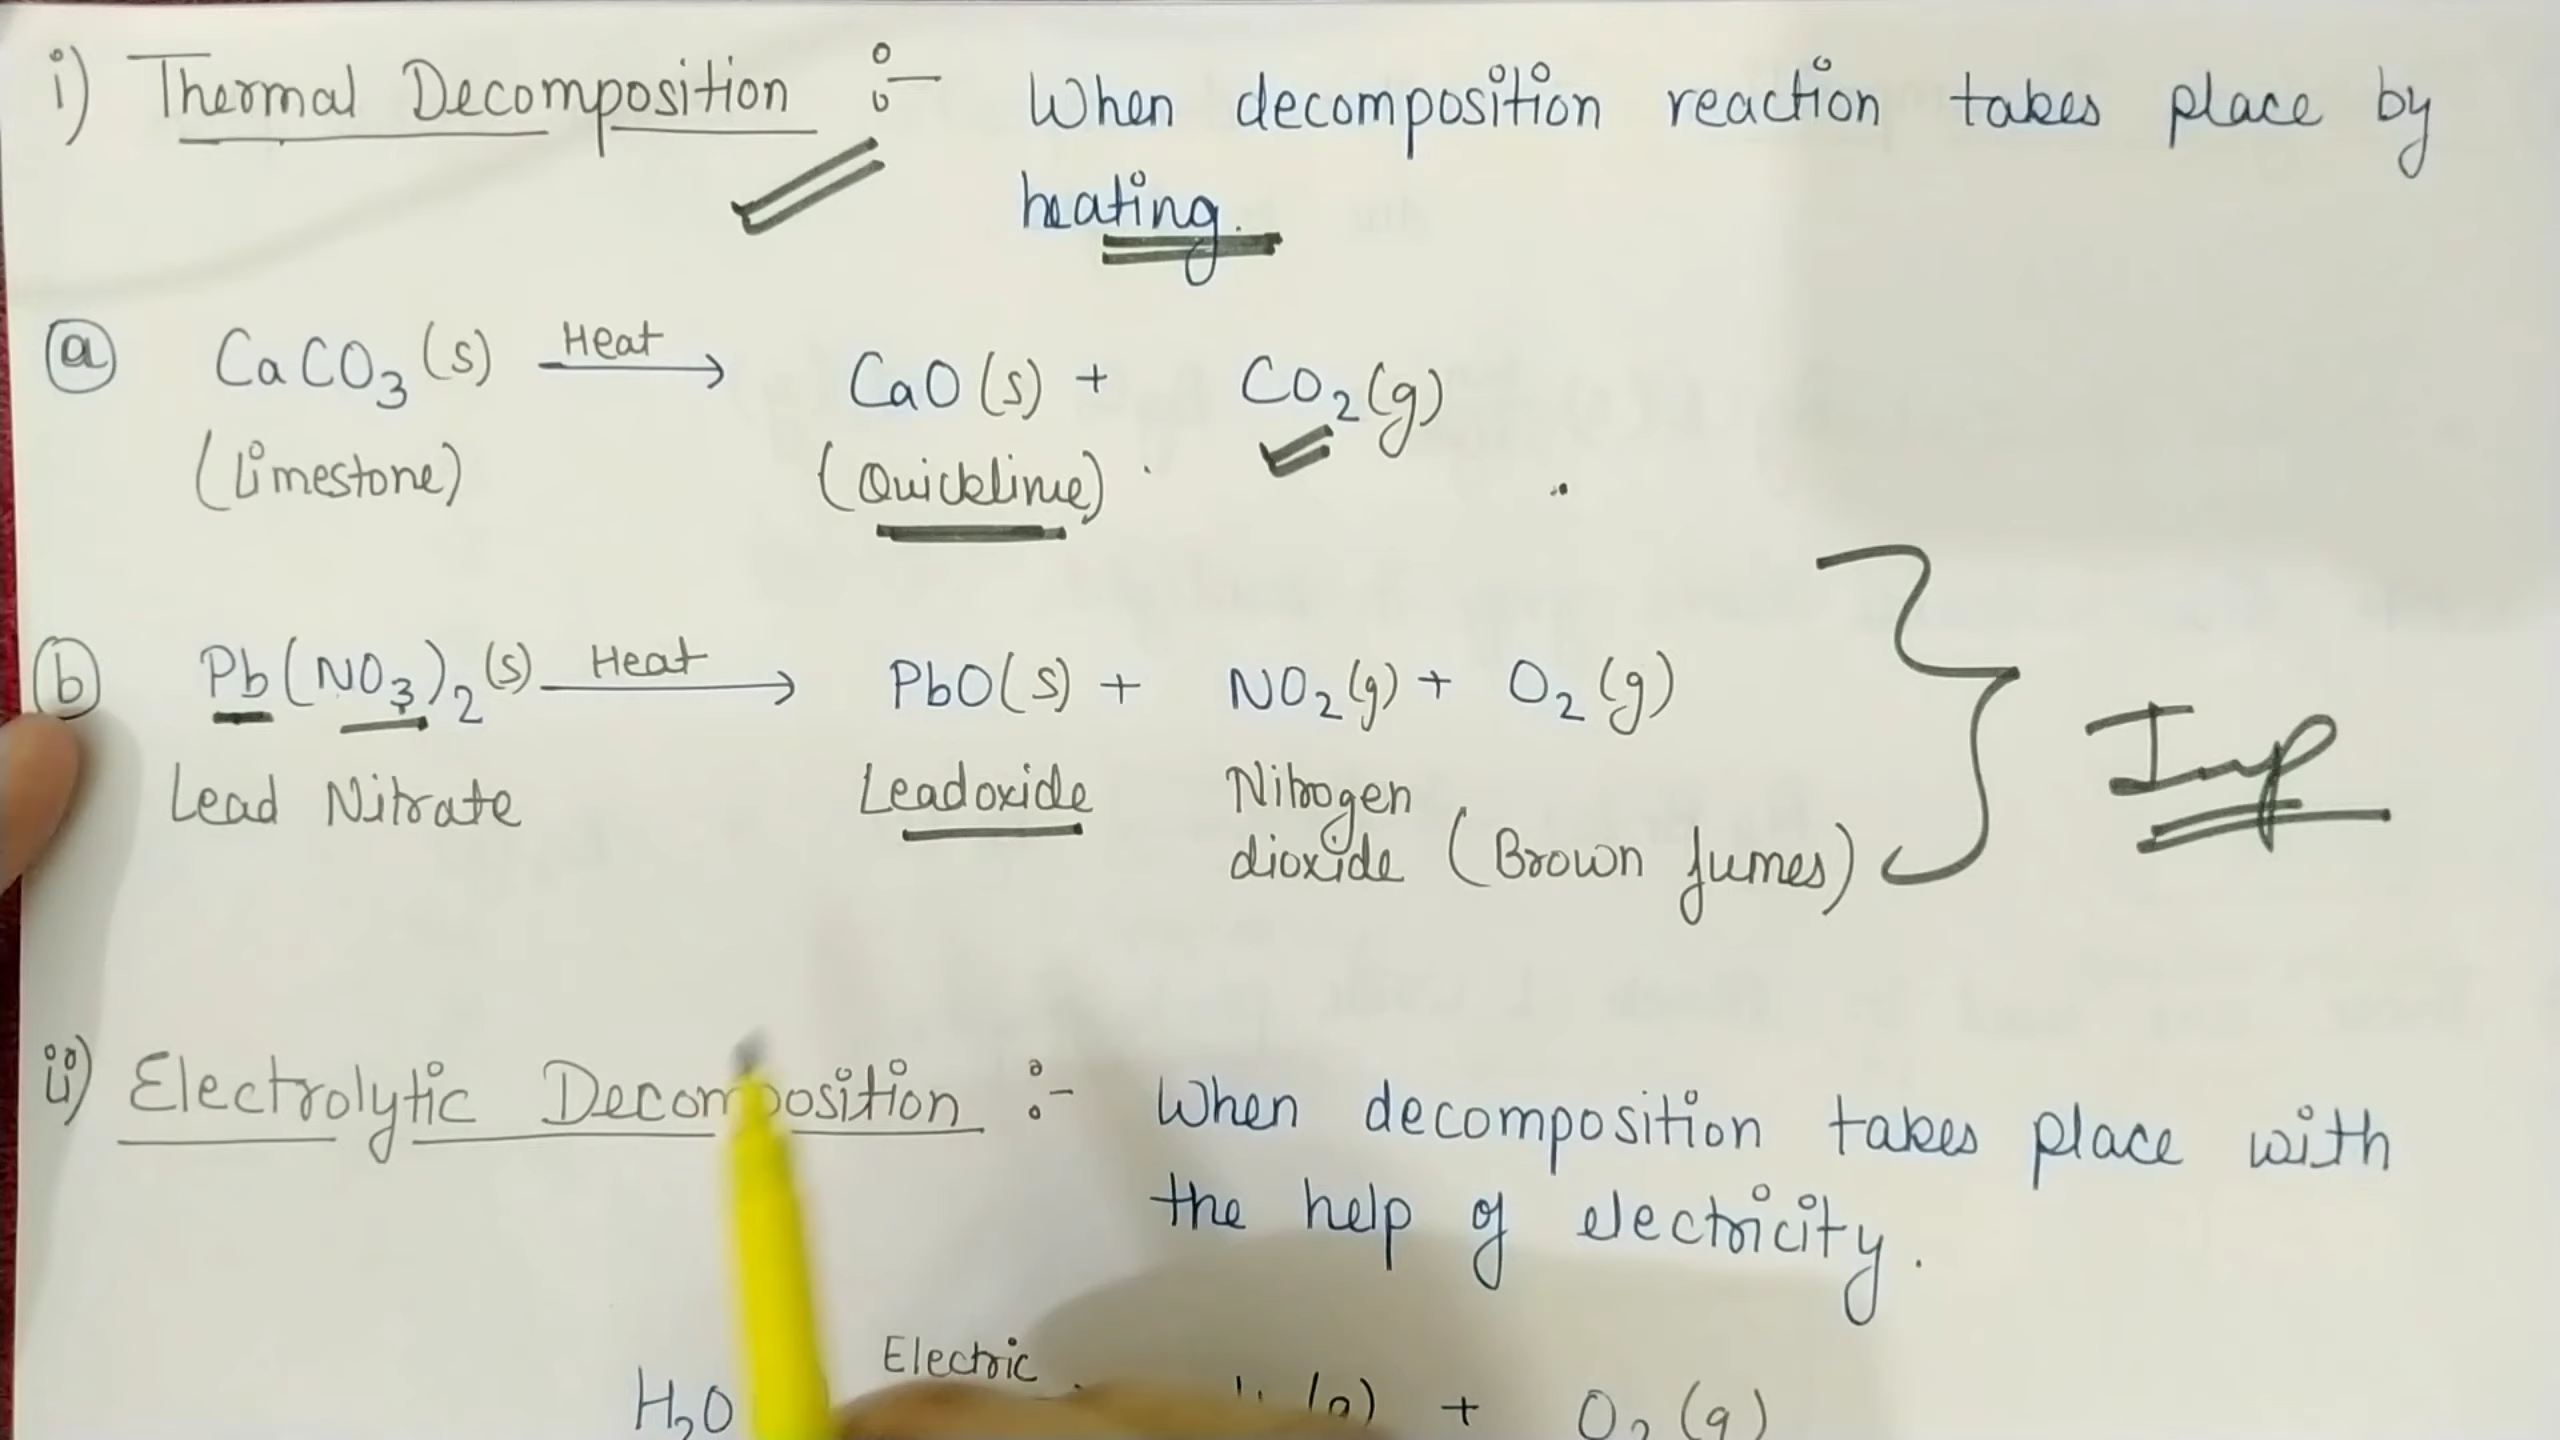 i) Thermal Decomposition :- When decomposition reaction takes place by
heating.
a CaCO3(s) Heat → CaO(s) + CO2(g)
(Limestone) (Quicklime)
b Pb(NO3)2(s) Heat → PbO(s) + NO2(g) + O2(g)
Lead Nitrate Leadoxide Nitrogen
dioxide (Brown fumes)
Imp
ii) Electrolytic Decomposition :- When decomposition takes place with
the help of electricity.
Electric
H2O (g) + O2(g)